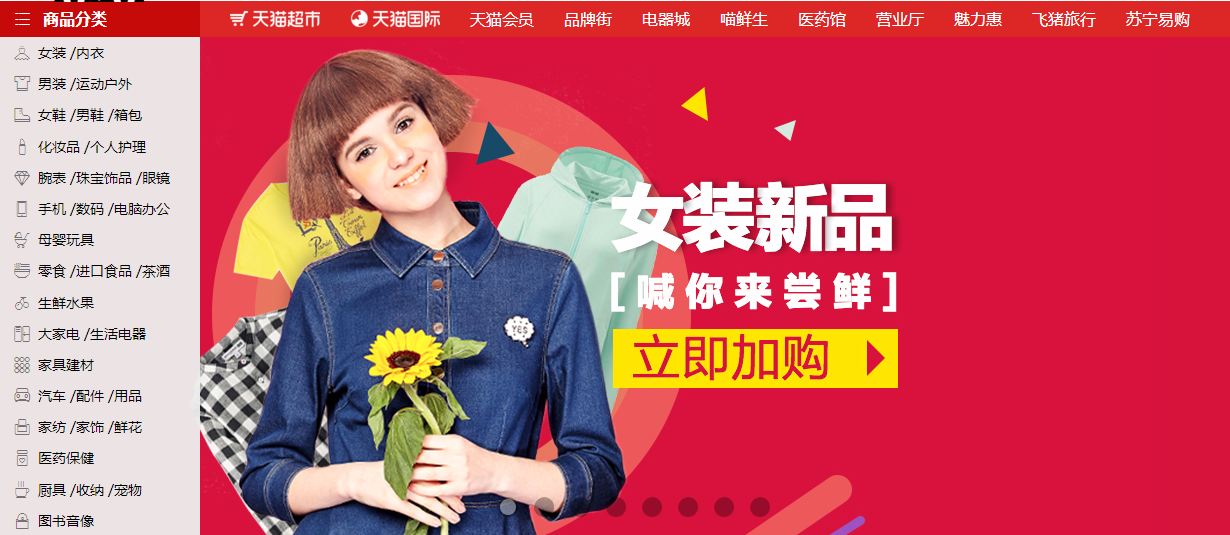 商品分类
天猫超市 天猫国际 天猫会员 品牌街 电器城 喵鲜生 医药馆 营业厅 魅力惠 飞猪旅行 苏宁易购
女装 /内衣
男装 /运动户外
女鞋 /男鞋 /箱包
化妆品 /个人护理
腕表 /珠宝饰品 /眼镜
手机 /数码 /电脑办公
母婴玩具
零食 /进口食品 /茶酒
生鲜水果
大家电 /生活电器
家具建材
汽车 /配件 /用品
家纺 /家饰 /鲜花
医药保健
厨具 /收纳 /宠物
图书音像
女装新品
[喊你来尝鲜]
立即加购
YES
Paris